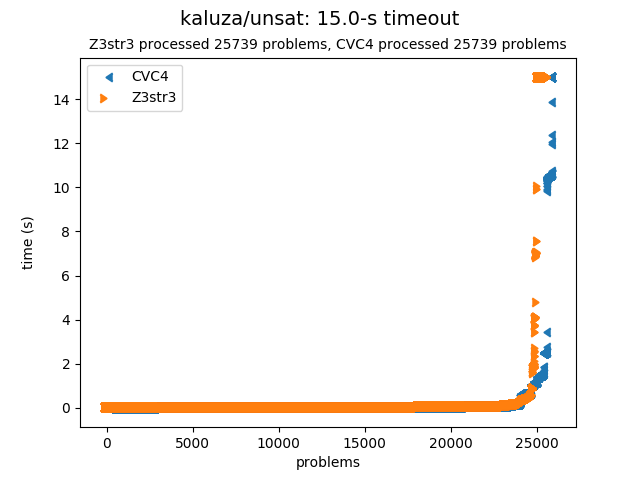 kaluza/unsat: 15.0-s timeout
Z3str3 processed 25739 problems, CVC4 processed 25739 problems
CVC4
Z3str3
14
12
10
8
6
4
2
0
time (s)
0 5000 10000 15000 20000 25000
problems